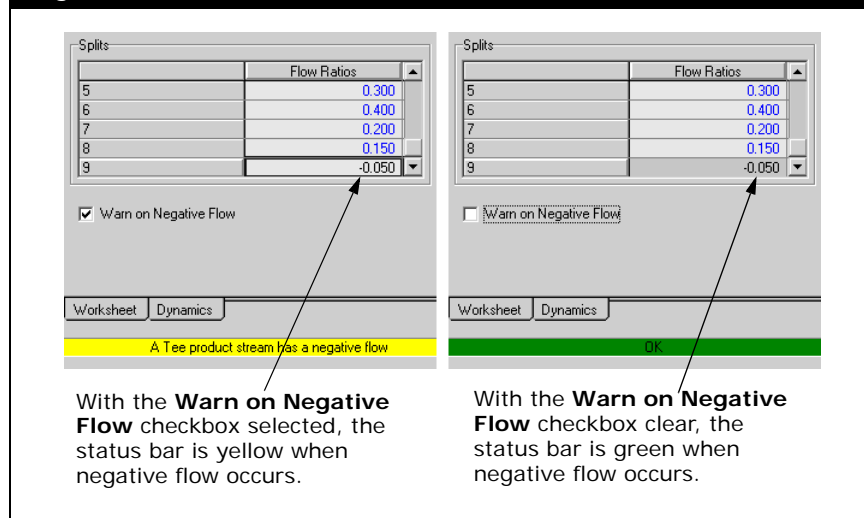 Splits
Flow Ratios
5 0.300
6 0.400
7 0.200
8 0.150
9 -0.050
Warn on Negative Flow
Worksheet Dynamics
A Tee product stream has a negative flow
With the Warn on Negative
Flow checkbox selected, the
status bar is yellow when
negative flow occurs.
Splits
Flow Ratios
5 0.300
6 0.400
7 0.200
8 0.150
9 -0.050
Warn on Negative Flow
Worksheet Dynamics
OK
With the Warn on Negative
Flow checkbox clear, the
status bar is green when
negative flow occurs.